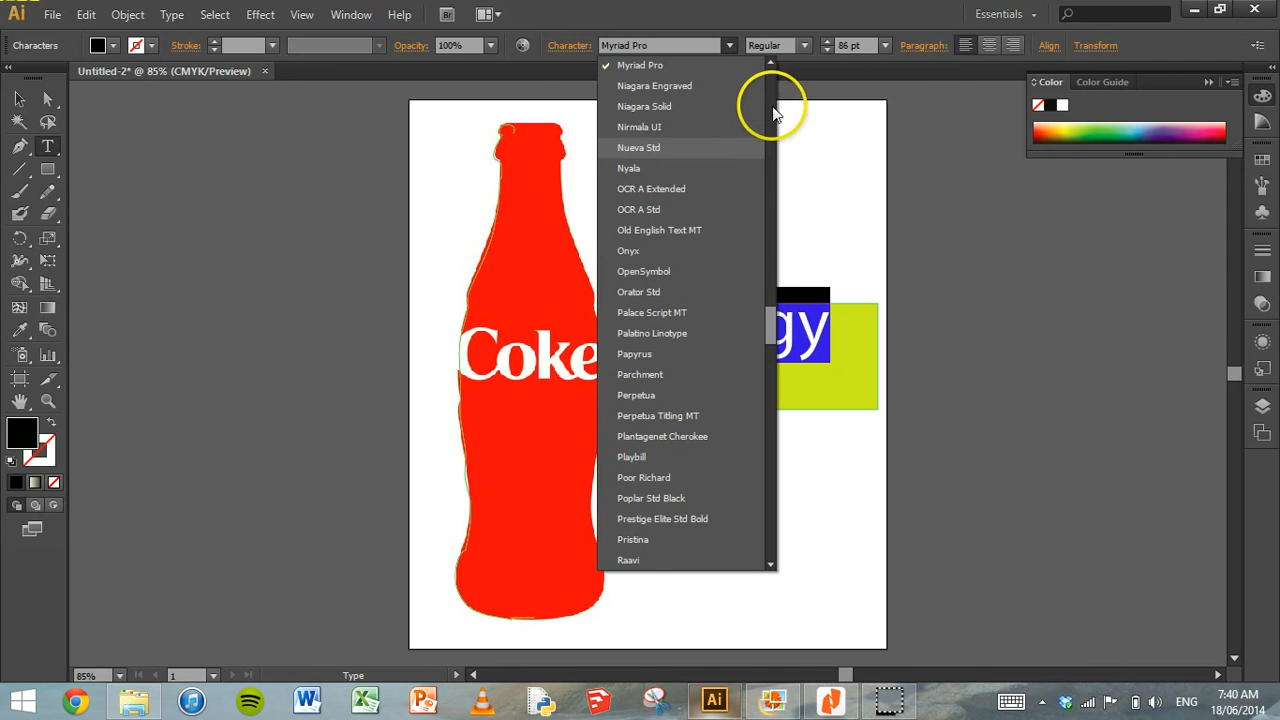 Ai File Edit Object Type Select Effect View Window Help Br Essentials
Characters Stroke: Opacity: 100% Character: Myriad Pro Regular 86 pt Paragraph: Align Transform
Untitled-2* @ 85% (CMYK/Preview) ×
Color Color Guide
Myriad Pro
Niagara Engraved
Niagara Solid
Nirmala UI
Nueva Std
Nyala
OCR A Extended
OCR A Std
Old English Text MT
Onyx
OpenSymbol
Orator Std
Palace Script MT
Palatino Linotype
Papyrus
Parchment
Perpetua
Perpetua Titling MT
Plantagenet Cherokee
Playbill
Poor Richard
Poplar Std Black
Prestige Elite Std Bold
Pristina
Raavi
Coke
gy
85% 1 Type
ENG
7:40 AM
18/06/2014